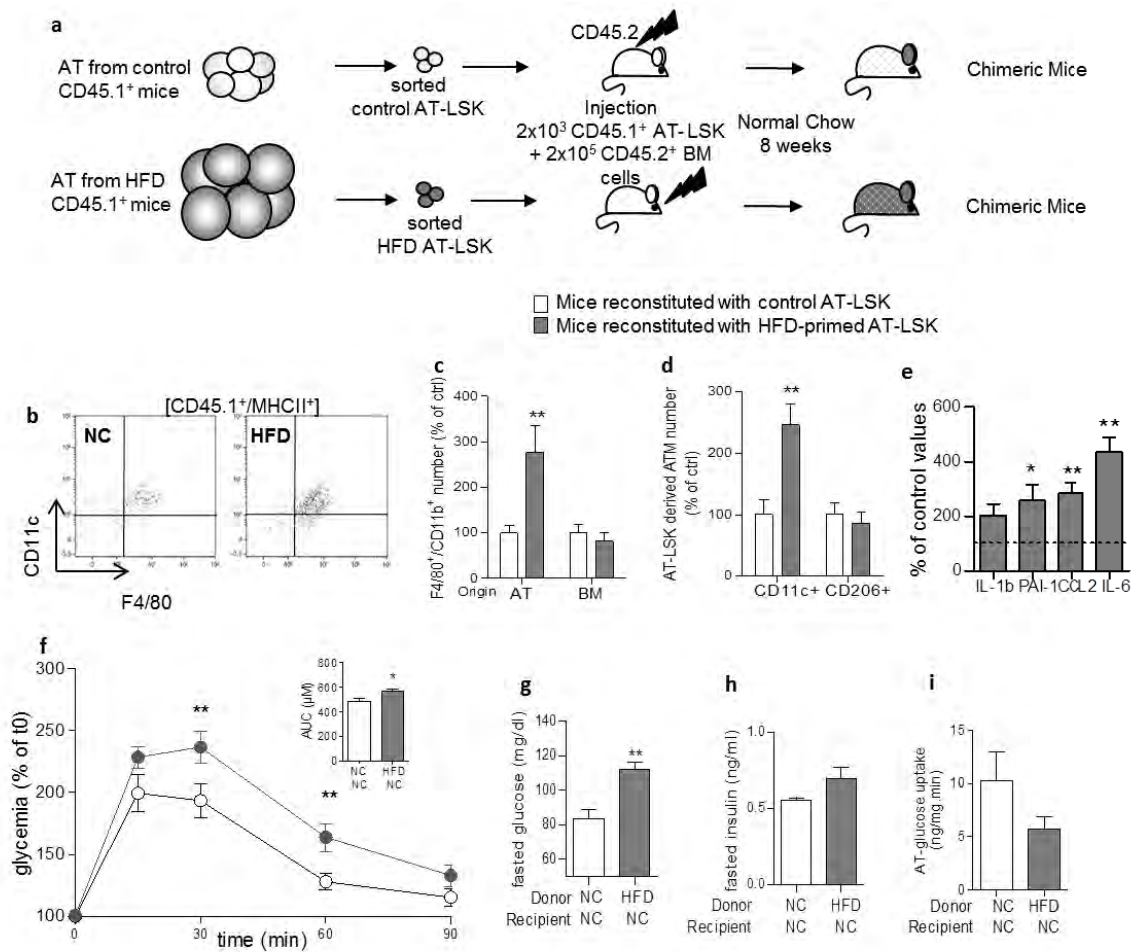 a
AT from control
CD45.1+ mice
sorted
control AT-LSK
CD45.2
Injection
2x10³ CD45.1+ AT-LSK
+ 2x10⁵ CD45.2+ BM
cells
Normal Chow
8 weeks
Chimeric Mice
AT from HFD
CD45.1+ mice
sorted
HFD AT-LSK
Chimeric Mice
Mice reconstituted with control AT-LSK
Mice reconstituted with HFD-primed AT-LSK
b
[CD45.1+/MHCII+]
NC
HFD
CD11c
F4/80
c
F4/80+/CD11b+ number (% of ctrl)
400
300
200
100
0
Origin
AT
BM
**
d
AT-LSK derived ATM number
(% of ctrl)
300
200
100
0
**
CD11c+
CD206+
e
% of control values
600
400
200
0
*
**
**
IL-1b PAI-1CCL2 IL-6
f
glycemia (% of t0)
300
250
200
150
100
0
30
60
90
time (min)
**
**
AUC (µM)
800
600
400
200
0
*
NC HFD
NC NC
g
fasted glucose (mg/dl)
140
120
100
80
60
**
Donor NC HFD
Recipient NC NC
h
fasted insulin (ng/ml)
1.0
0.5
0.0
Donor NC HFD
Recipient NC NC
i
AT-glucose uptake
(ng/mg.min)
15
10
5
0
Donor NC HFD
Recipient NC NC